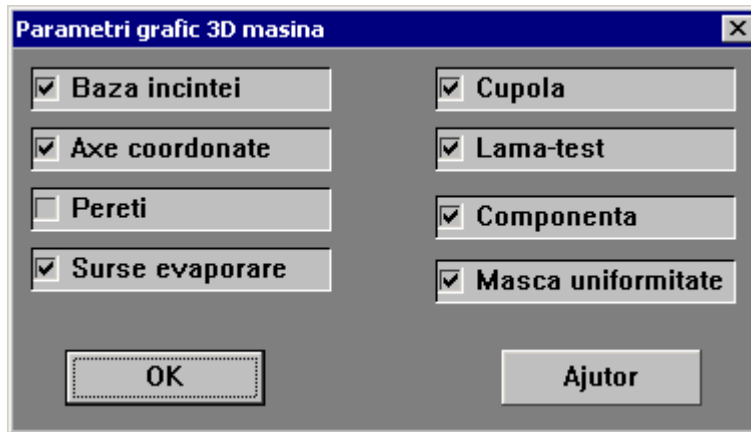 Parametri grafic 3D masina
Baza incintei
Axe coordonate
Pereti
Surse evaporare
Cupola
Lama-test
Componenta
Masca uniformitate
OK
Ajutor